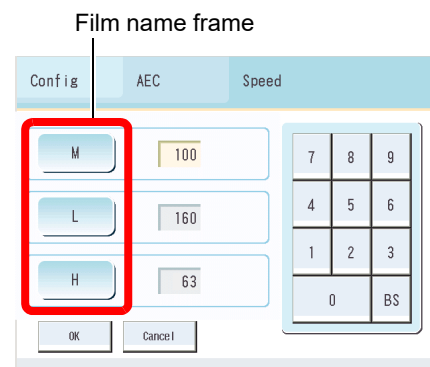 Film name frame
Config AEC Speed
M 100
L 160
H 63
7 8 9
4 5 6
1 2 3
0 BS
OK Cancel